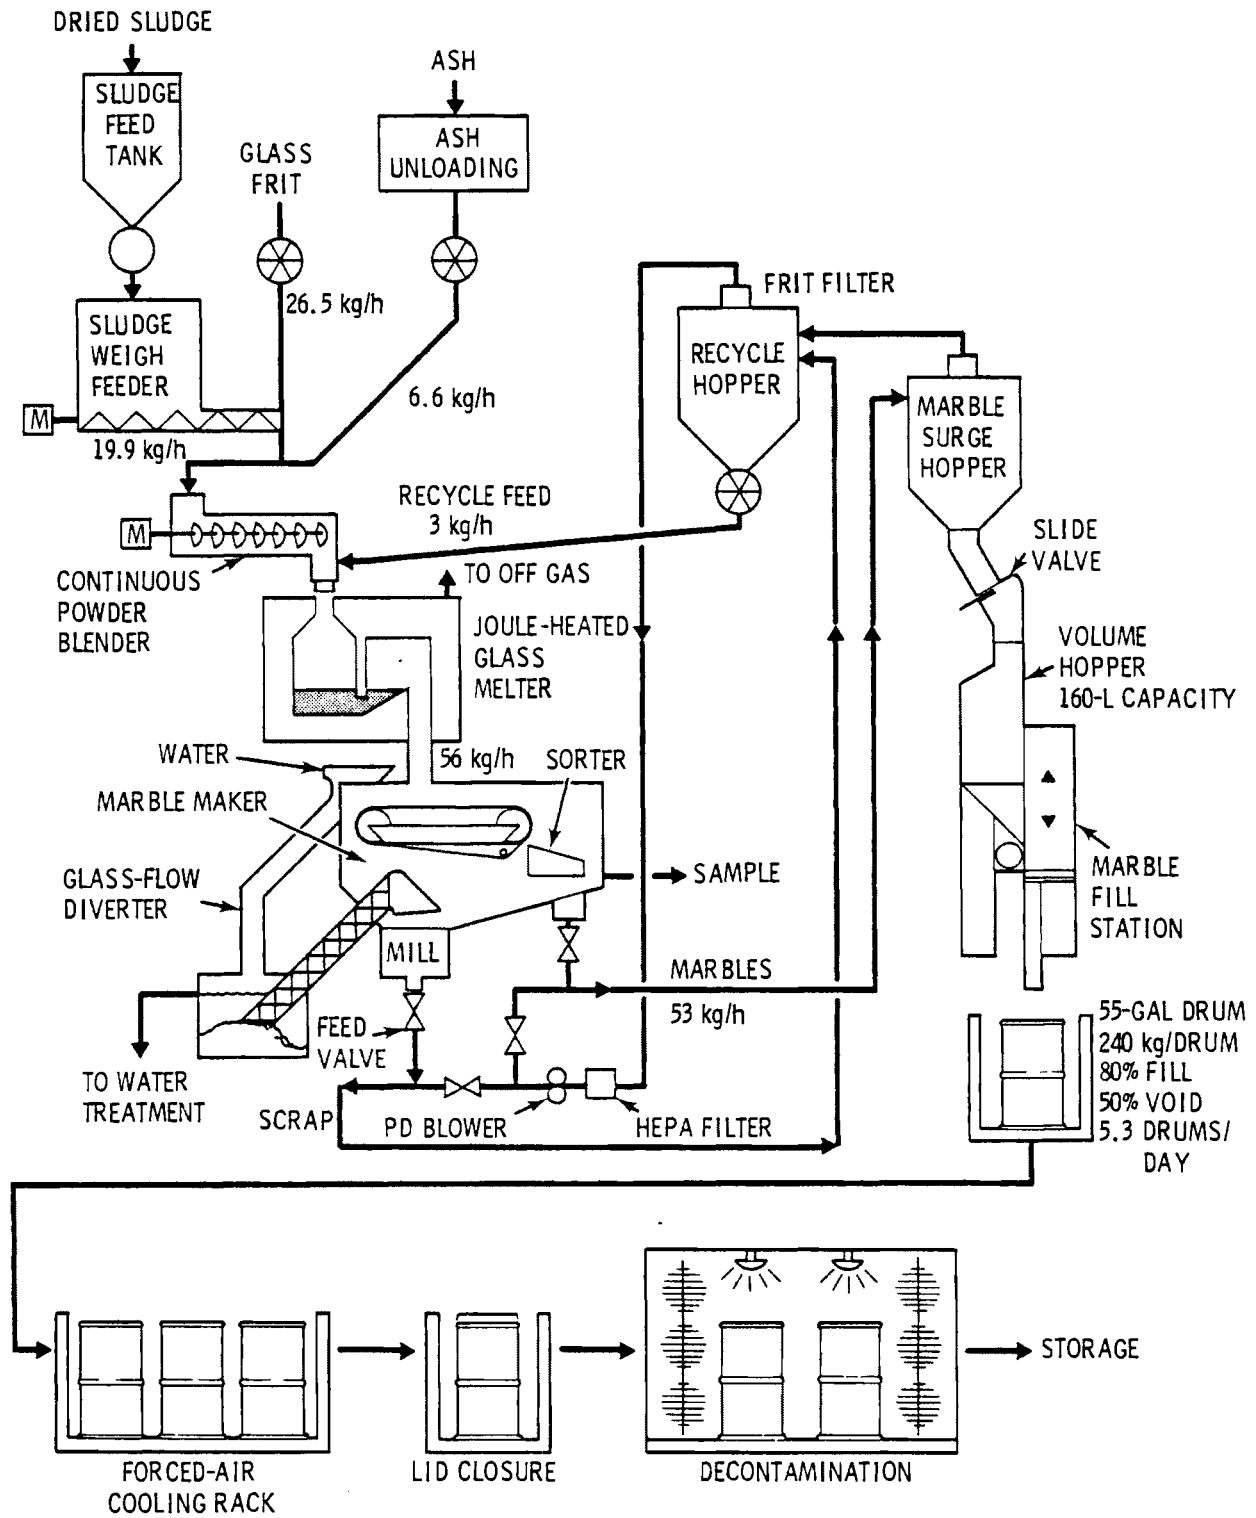 DRIED SLUDGE
SLUDGE
FEED
TANK
ASH
ASH
UNLOADING
GLASS
FRIT
26.5 kg/h
SLUDGE
WEIGH
FEEDER
M
19.9 kg/h
6.6 kg/h
FRIT FILTER
RECYCLE
HOPPER
MARBLE
SURGE
HOPPER
RECYCLE FEED
3 kg/h
M
CONTINUOUS
POWDER
BLENDER
TO OFF GAS
JOULE-HEATED
GLASS
MELTER
SLIDE
VALVE
VOLUME
HOPPER
160-L CAPACITY
WATER
56 kg/h
SORTER
MARBLE MAKER
GLASS-FLOW
DIVERTER
SAMPLE
MARBLE
FILL
STATION
MILL
MARBLES
53 kg/h
FEED
VALVE
TO WATER
TREATMENT
SCRAP
PD BLOWER
HEPA FILTER
55-GAL DRUM
240 kg/DRUM
80% FILL
50% VOID
5.3 DRUMS/
DAY
STORAGE
FORCED-AIR
COOLING RACK
LID CLOSURE
DECONTAMINATION